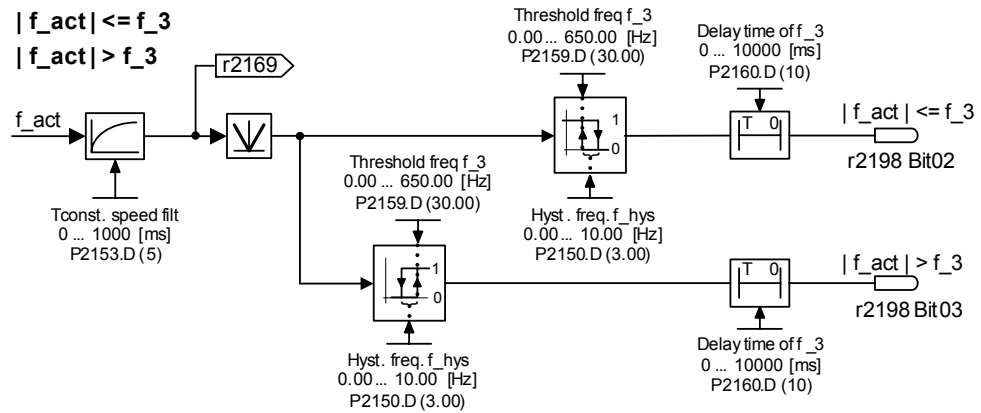 | f_act| <= f_3
| f_act| > f_3
r2169
f_act
Tconst. speed filt
0 ... 1000 [ms]
P2153.D (5)
Threshold freq f_3
0.00 ... 650.00 [Hz]
P2159.D (30.00)
1
0
Hyst. freq. f_hys
0.00 ... 10.00 [Hz]
P2150.D (3.00)
Delay time of f_3
0 ... 10000 [ms]
P2160.D (10)
T 0
| f_act | <= f_3
r2198 Bit02
Threshold freq f_3
0.00 ... 650.00 [Hz]
P2159.D (30.00)
1
0
Hyst. freq. f_hys
0.00 ... 10.00 [Hz]
P2150.D (3.00)
T 0
Delay time of f_3
0 ... 10000 [ms]
P2160.D (10)
| f_act | > f_3
r2198 Bit03